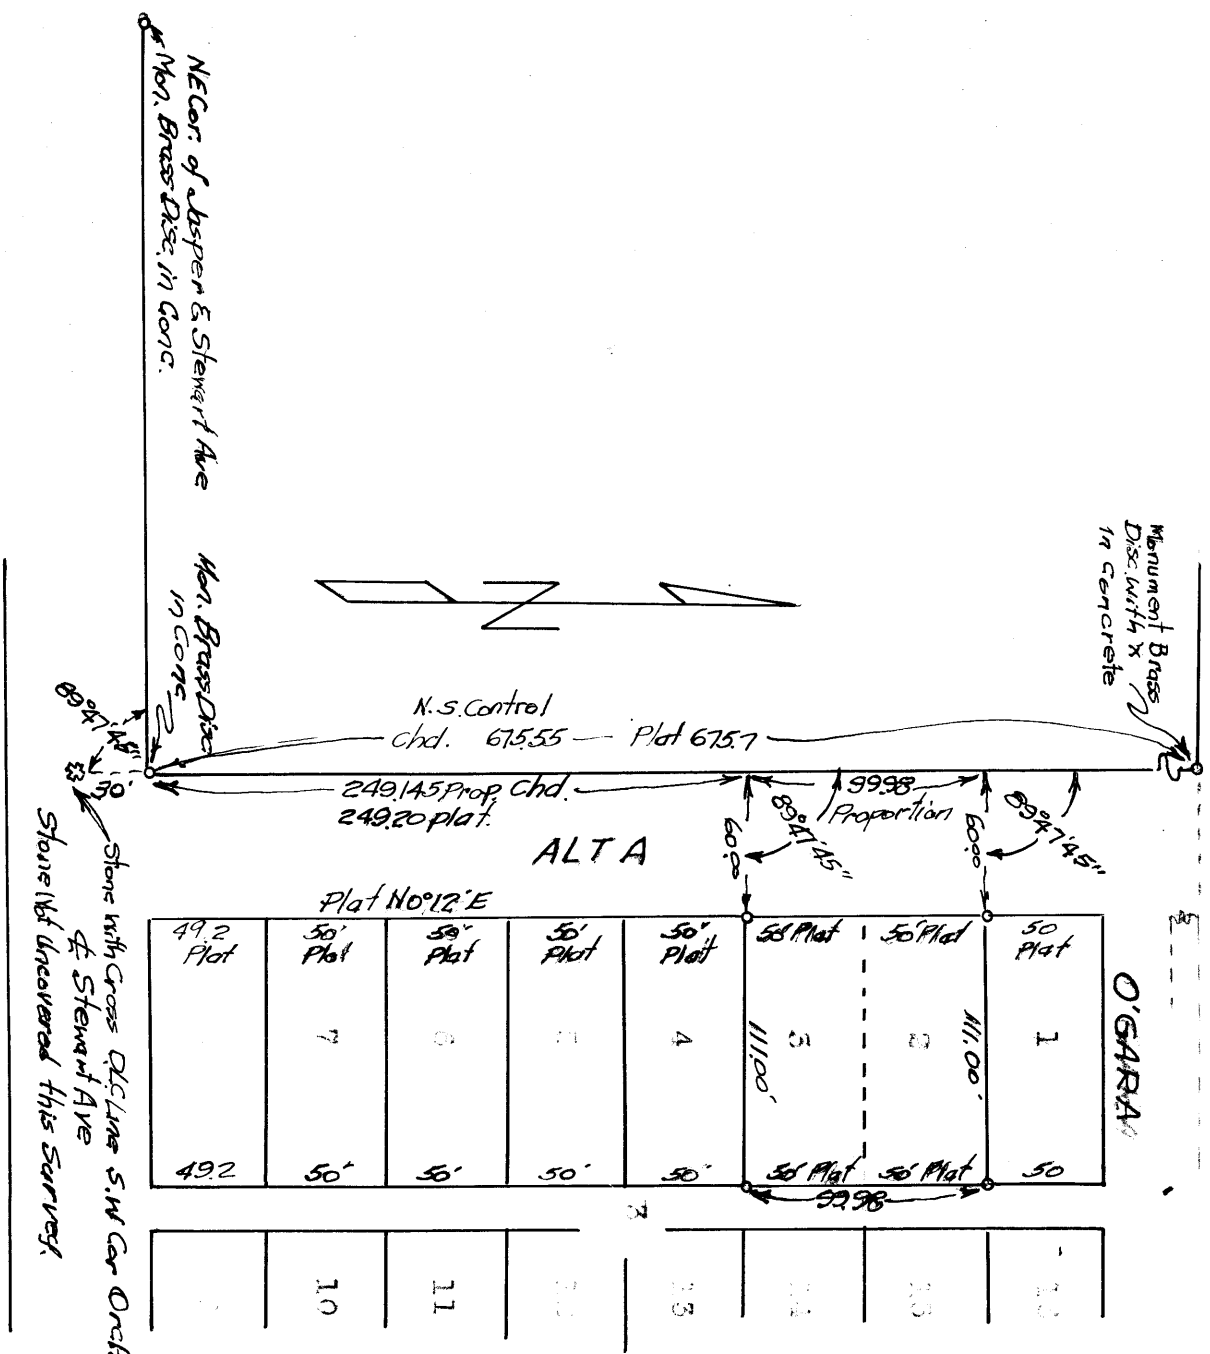 NE Cor. of Jasper & Stewart Ave
Mon. Brass Disc. in Conc.
Mon. Brass Disc.
in Conc
Monument Brass
Disc. with X
in Concrete
N
N.S. Control
Chd. 675.55 — Plat 675.7
89°47'45"
30'
249.145 Prop. Chd.
249.20 plat.
99.98
Proportion
60.00
89°47'45"
60.00
89°47'45"
ALTA
Plat N0°12'E
49.2
Plat
50'
Plat
50'
Plat
50'
Plat
50'
Plat
50' Plat
50' Plat
50
Plat
O'GARA
7
6
4
3
2
1
111.00'
111.00'
49.2
50'
50'
50'
50'
50' Plat
50' Plat
50
99.98
3
10
11
13
Stone with Cross DLC Line S.W Cor
℄ Stewart Ave
Stone Not Uncovered this Survey.